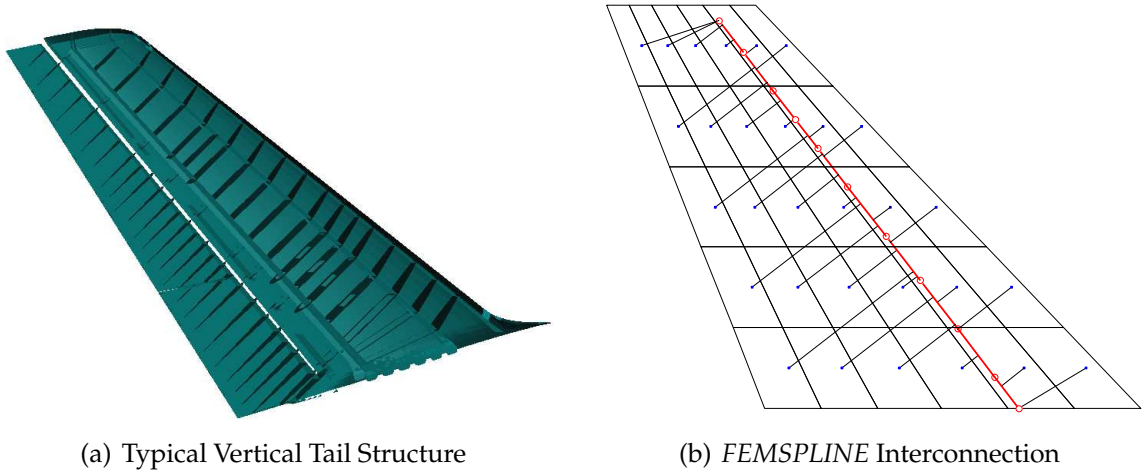 (a) Typical Vertical Tail Structure
(b) FEMSPLINE Interconnection